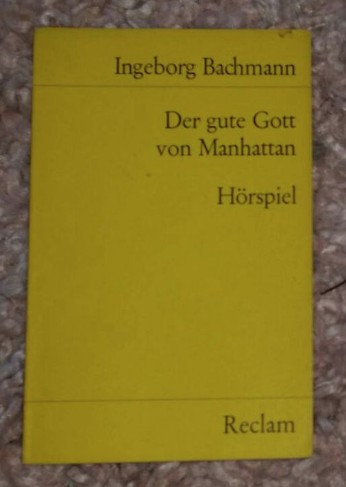 Ingeborg Bachmann
Der gute Gott
von Manhattan
Hörspiel
Reclam